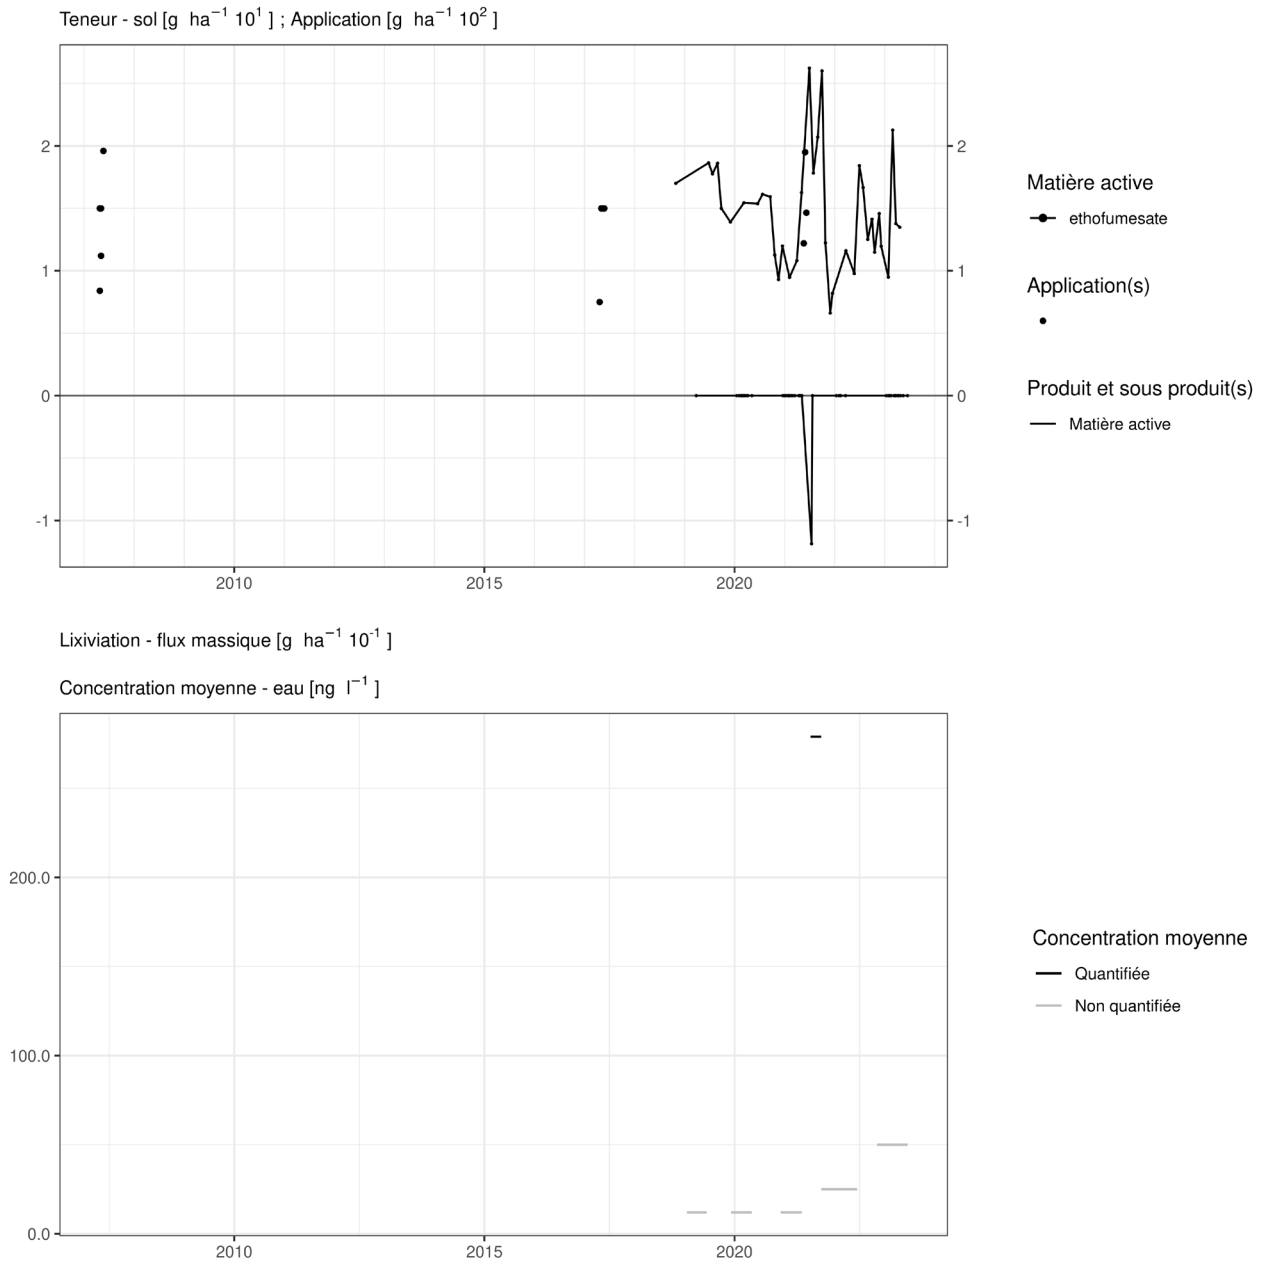 Teneur - sol [g ha−1 101 ] ; Application [g ha−1 102 ]
2
1
0
-1
2
1
0
-1
2010
2015
2020
Matière active
ethofumesate
Application(s)
Produit et sous produit(s)
Matière active
Lixiviation - flux massique [g ha−1 10-1 ]
Concentration moyenne - eau [ng l−1 ]
200.0
100.0
0.0
2010
2015
2020
Concentration moyenne
Quantifiée
Non quantifiée